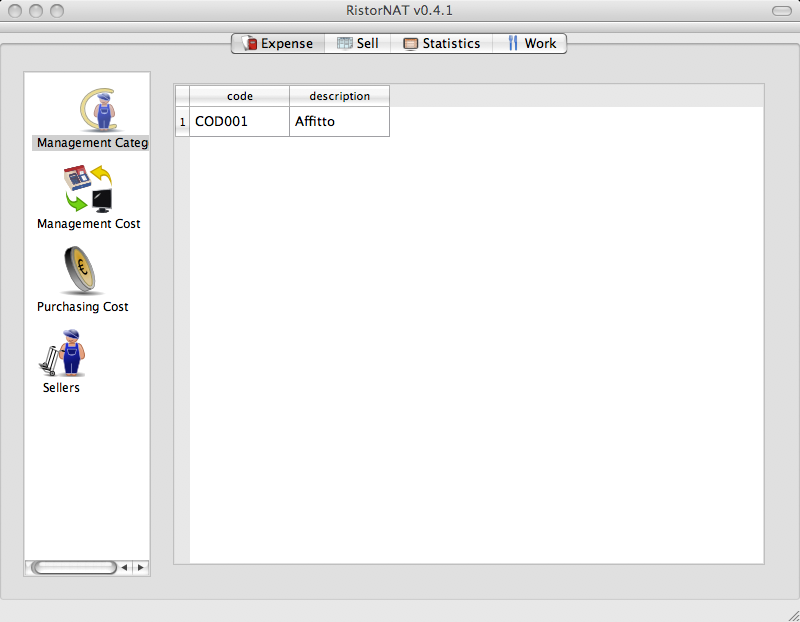 RistorNAT v0.4.1
Expense Sell Statistics Work
Management Categ
Management Cost
Purchasing Cost
Sellers
code description
1 COD001 Affitto